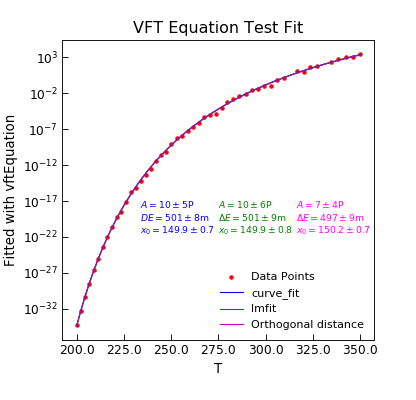 VFT Equation Test Fit
Fitted with vftEquation
10³
10⁻²
10⁻⁷
10⁻¹²
10⁻¹⁷
10⁻²²
10⁻²⁷
10⁻³²
A = 10 ± 5P
DE = 501 ± 8m
x₀ = 149.9 ± 0.7
A = 10 ± 6P
ΔE = 501 ± 9m
x₀ = 149.9 ± 0.8
A = 7 ± 4P
ΔE = 497 ± 9m
x₀ = 150.2 ± 0.7
Data Points
curve_fit
lmfit
Orthogonal distance
200.0 225.0 250.0 275.0 300.0 325.0 350.0
T